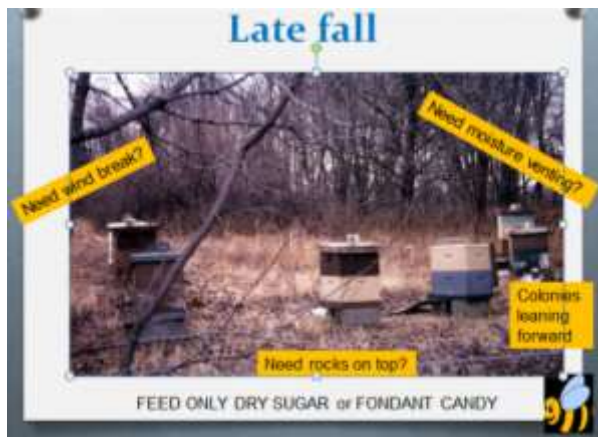 Late fall
Need wind break?
Need moisture venting?
Colonies
leaning
forward
Need rocks on top?
FEED ONLY DRY SUGAR or FONDANT CANDY
9